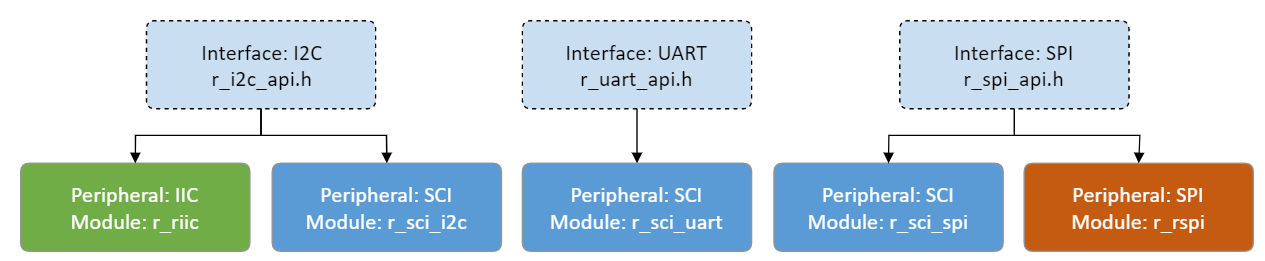 Interface: I2C
r_i2c_api.h
Interface: UART
r_uart_api.h
Interface: SPI
r_spi_api.h
Peripheral: IIC
Module: r_riic
Peripheral: SCI
Module: r_sci_i2c
Peripheral: SCI
Module: r_sci_uart
Peripheral: SCI
Module: r_sci_spi
Peripheral: SPI
Module: r_rspi